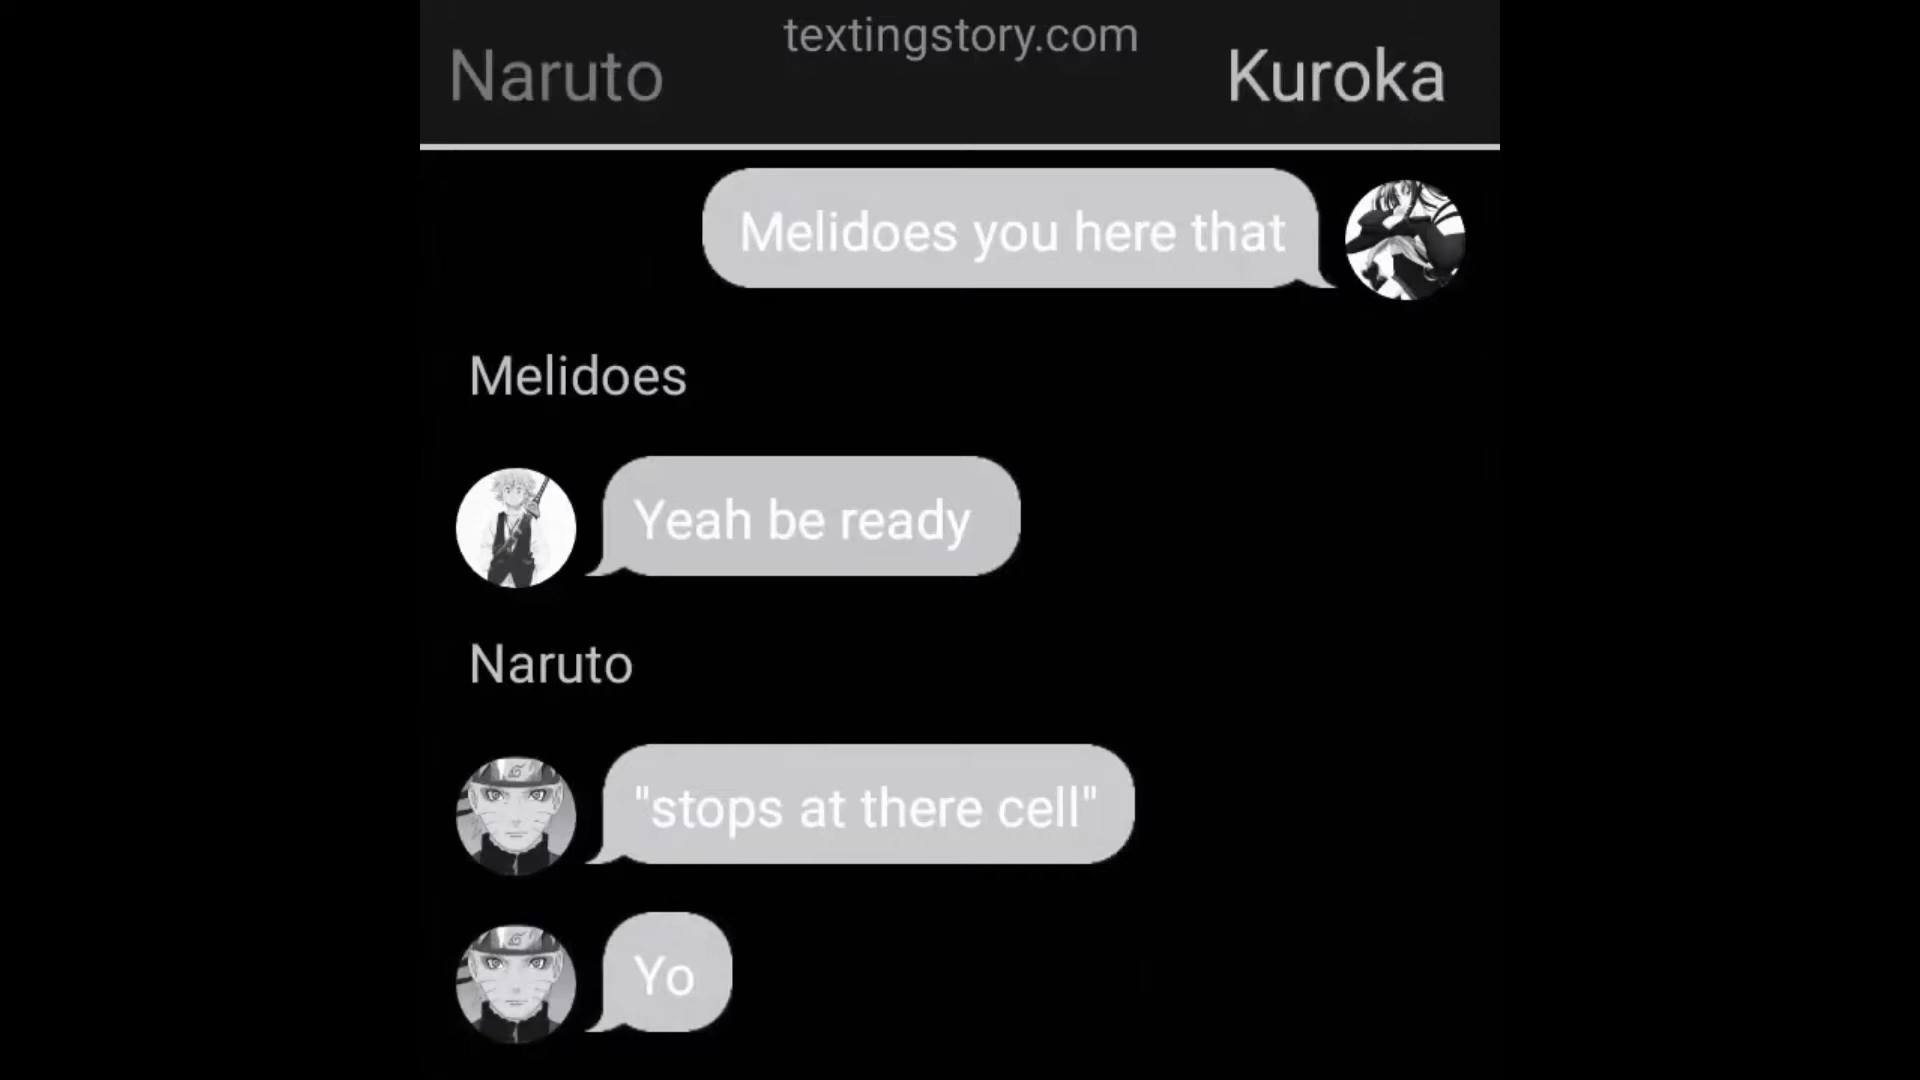 textingstory.com
Naruto
Kuroka
Melidoes you here that
Melidoes
Yeah be ready
Naruto
"stops at there cell"
Yo